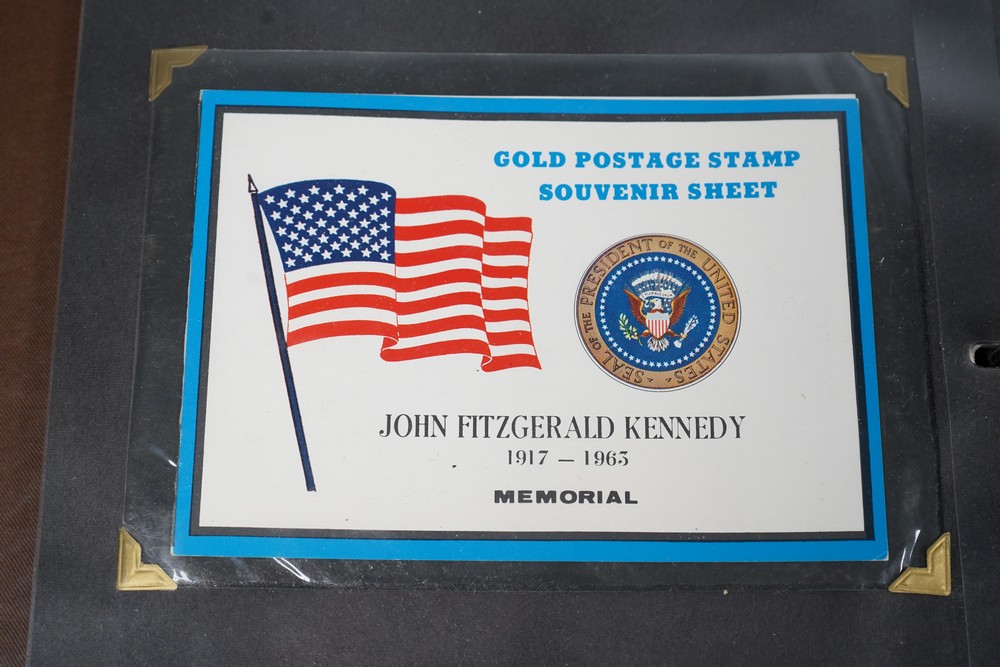 GOLD POSTAGE STAMP
SOUVENIR SHEET
SEAL OF THE PRESIDENT OF THE UNITED STATES
JOHN FITZGERALD KENNEDY
1917 — 1963
MEMORIAL